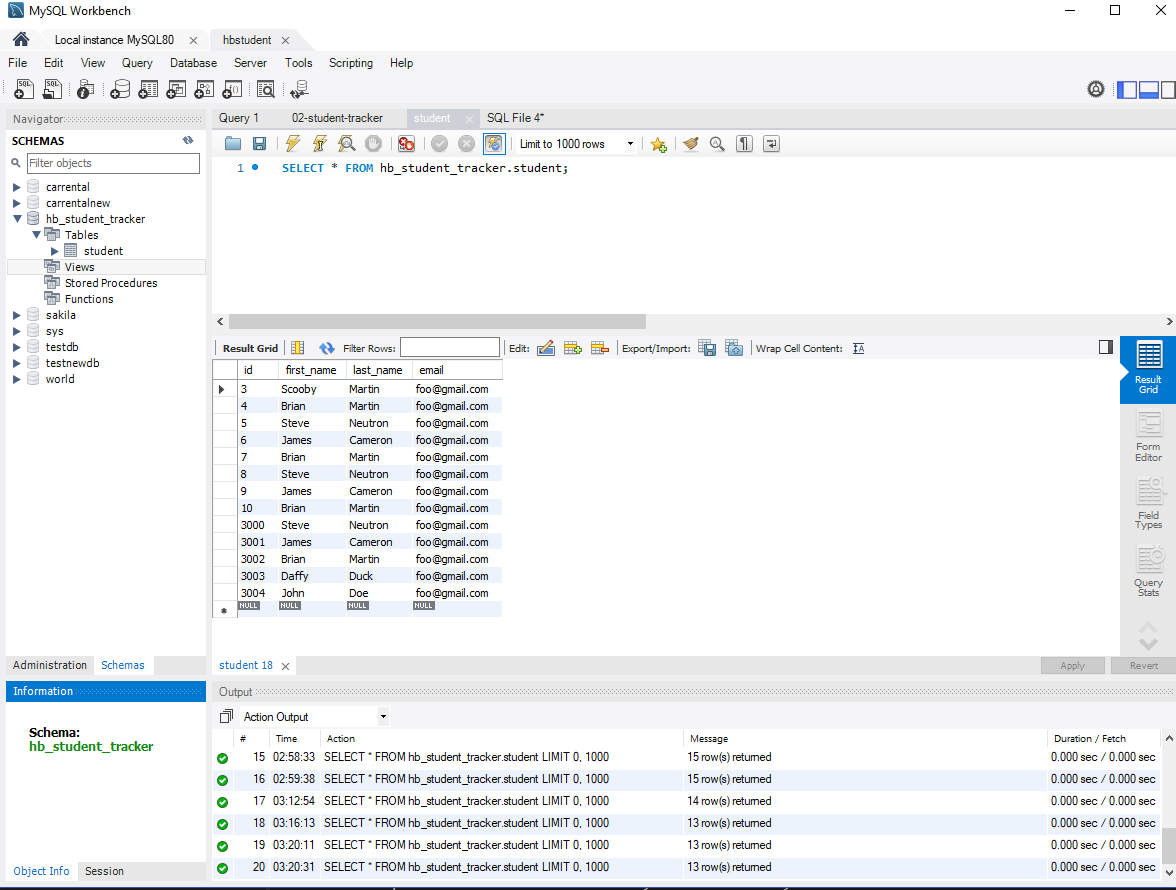 MySQL Workbench
Local instance MySQL80 hbstudent
File Edit View Query Database Server Tools Scripting Help
Navigator
SCHEMAS
Filter objects
carrental
carrentalnew
hb_student_tracker
Tables
student
Views
Stored Procedures
Functions
sakila
sys
testdb
testnewdb
world
Administration Schemas
Information
Schema:
hb_student_tracker
Object Info Session
Query 1 02-student-tracker student SQL File 4*
Limit to 1000 rows
1 SELECT * FROM hb_student_tracker.student;
Result Grid Filter Rows: Edit: Export/Import: Wrap Cell Content:
id first_name last_name email
3 Scooby Martin foo@gmail.com
4 Brian Martin foo@gmail.com
5 Steve Neutron foo@gmail.com
6 James Cameron foo@gmail.com
7 Brian Martin foo@gmail.com
8 Steve Neutron foo@gmail.com
9 James Cameron foo@gmail.com
10 Brian Martin foo@gmail.com
3000 Steve Neutron foo@gmail.com
3001 James Cameron foo@gmail.com
3002 Brian Martin foo@gmail.com
3003 Daffy Duck foo@gmail.com
3004 John Doe foo@gmail.com
NULL NULL NULL NULL
Result
Grid
Form
Editor
Field
Types
Query
Stats
student 18 Apply Revert
Output
Action Output
# Time Action Message Duration / Fetch
15 02:58:33 SELECT * FROM hb_student_tracker.student LIMIT 0, 1000 15 row(s) returned 0.000 sec / 0.000 sec
16 02:59:38 SELECT * FROM hb_student_tracker.student LIMIT 0, 1000 15 row(s) returned 0.000 sec / 0.000 sec
17 03:12:54 SELECT * FROM hb_student_tracker.student LIMIT 0, 1000 14 row(s) returned 0.000 sec / 0.000 sec
18 03:16:13 SELECT * FROM hb_student_tracker.student LIMIT 0, 1000 13 row(s) returned 0.000 sec / 0.000 sec
19 03:20:11 SELECT * FROM hb_student_tracker.student LIMIT 0, 1000 13 row(s) returned 0.000 sec / 0.000 sec
20 03:20:31 SELECT * FROM hb_student_tracker.student LIMIT 0, 1000 13 row(s) returned 0.000 sec / 0.000 sec